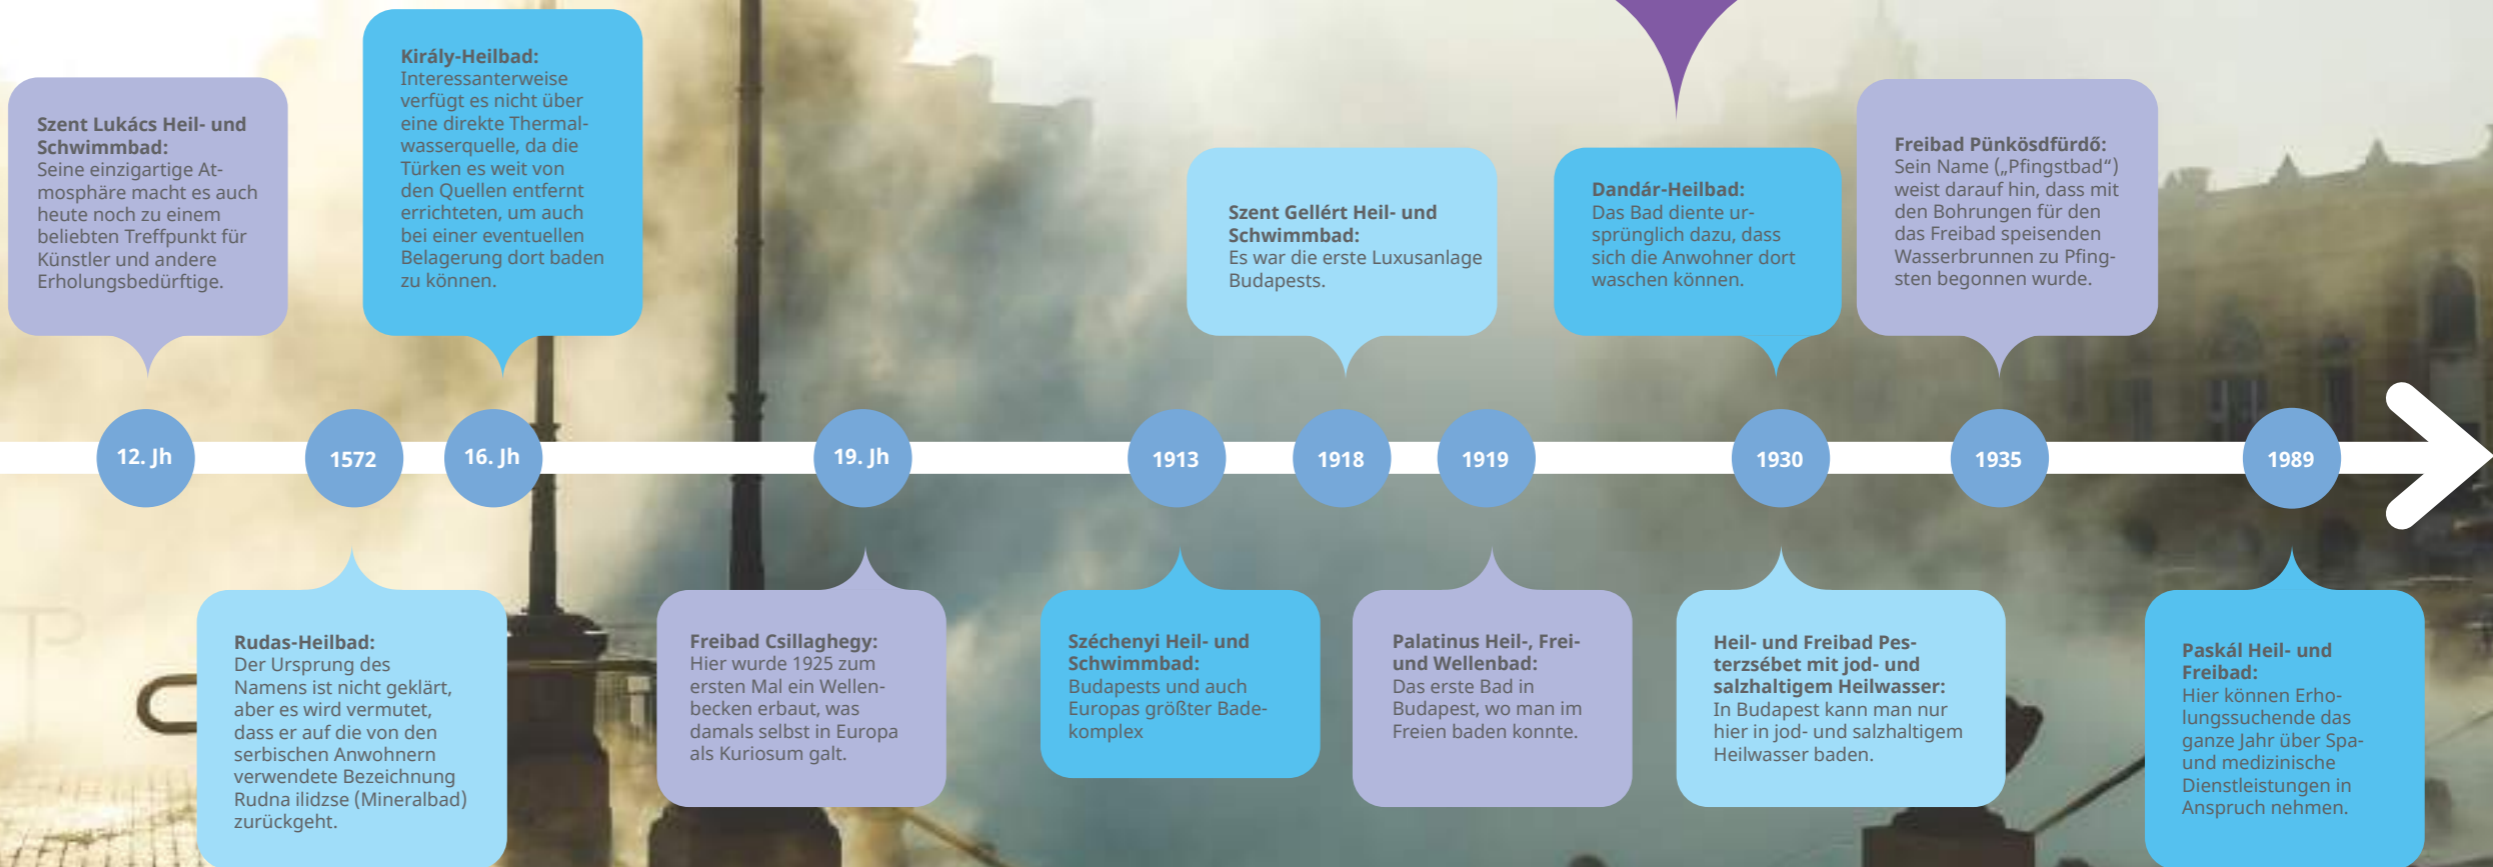 Szent Lukács Heil- und
Schwimmbad:
Seine einzigartige At-
mosphäre macht es auch
heute noch zu einem
beliebten Treffpunkt für
Künstler und andere
Erholungsbedürftige.
Király-Heilbad:
Interessanterweise
verfügt es nicht über
eine direkte Thermal-
wasserquelle, da die
Türken es weit von
den Quellen entfernt
errichteten, um auch
bei einer eventuellen
Belagerung dort baden
zu können.
Szent Gellért Heil- und
Schwimmbad:
Es war die erste Luxusanlage
Budapests.
Dandár-Heilbad:
Das Bad diente ur-
sprünglich dazu, dass
sich die Anwohner dort
waschen können.
Freibad Pünkösdfürdő:
Sein Name („Pfingstbad“)
weist darauf hin, dass mit
den Bohrungen für den
das Freibad speisenden
Wasserbrunnen zu Pfing-
sten begonnen wurde.
12. Jh
1572
16. Jh
19. Jh
1913
1918
1919
1930
1935
1989
Rudas-Heilbad:
Der Ursprung des
Namens ist nicht geklärt,
aber es wird vermutet,
dass er auf die von den
serbischen Anwohnern
verwendete Bezeichnung
Rudna ilidzse (Mineralbad)
zurückgeht.
Freibad Csillaghegy:
Hier wurde 1925 zum
ersten Mal ein Wellen-
becken erbaut, was
damals selbst in Europa
als Kuriosum galt.
Széchenyi Heil- und
Schwimmbad:
Budapests und auch
Europas größter Bade-
komplex
Palatinus Heil-, Frei-
und Wellenbad:
Das erste Bad in
Budapest, wo man im
Freien baden konnte.
Heil- und Freibad Pes-
terzsébet mit jod- und
salzhaltigem Heilwasser:
In Budapest kann man nur
hier in jod- und salzhaltigem
Heilwasser baden.
Paskál Heil- und
Freibad:
Hier können Erho-
lungssuchende das
ganze Jahr über Spa-
und medizinische
Dienstleistungen in
Anspruch nehmen.